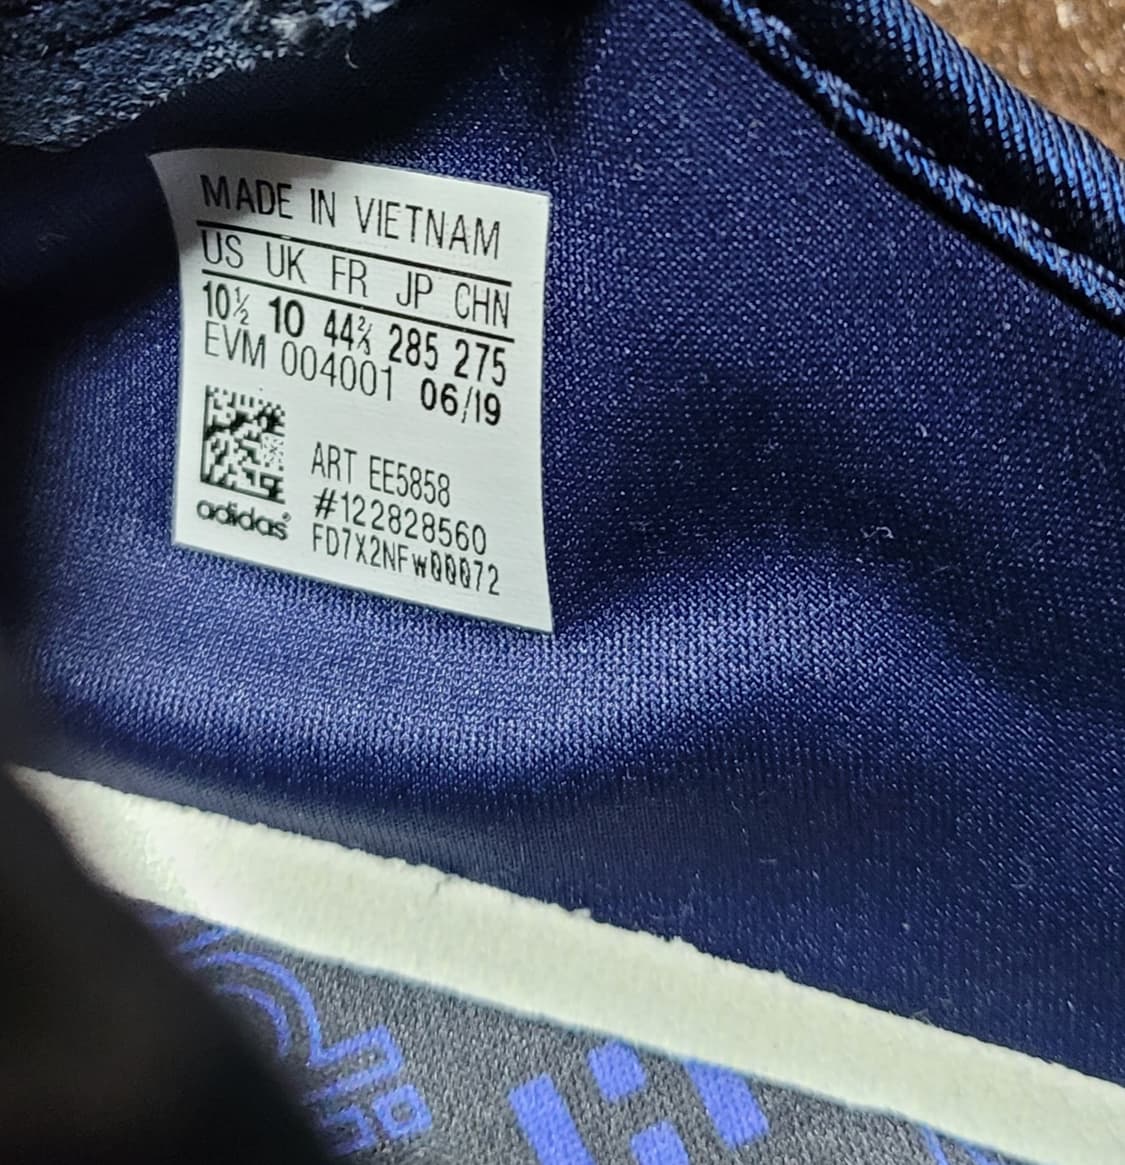 MADE IN VIETNAM
US UK FR JP CHN
10½ 10 44⅔ 285 275
EVM 004001 06/19
ART EE5858
#122828560
FD7X2NFW00072
adidas®